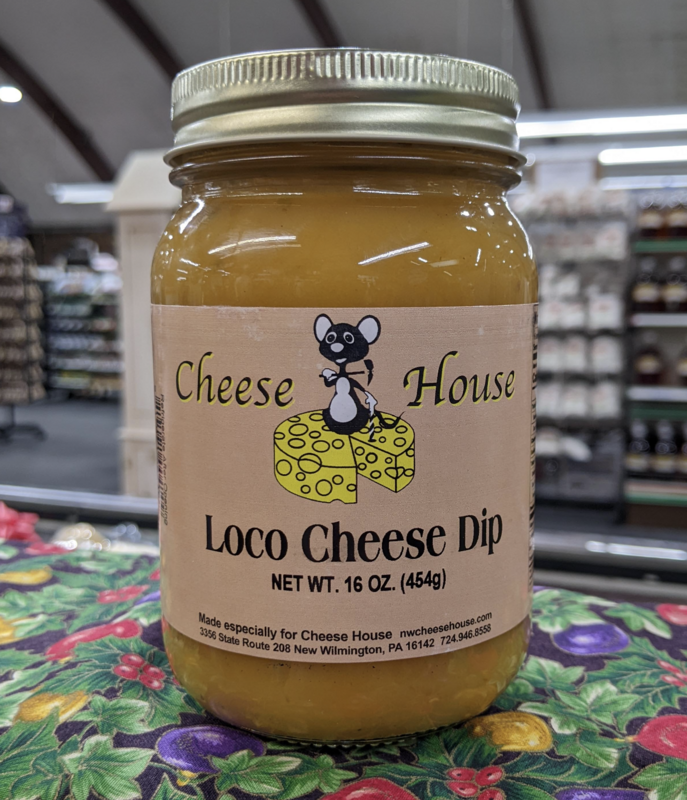 Cheese House
Loco Cheese Dip
NET WT. 16 OZ. (454g)
Made especially for Cheese House nwcheesehouse.com
3356 State Route 208 New Wilmington, PA 16142 724.946.8558